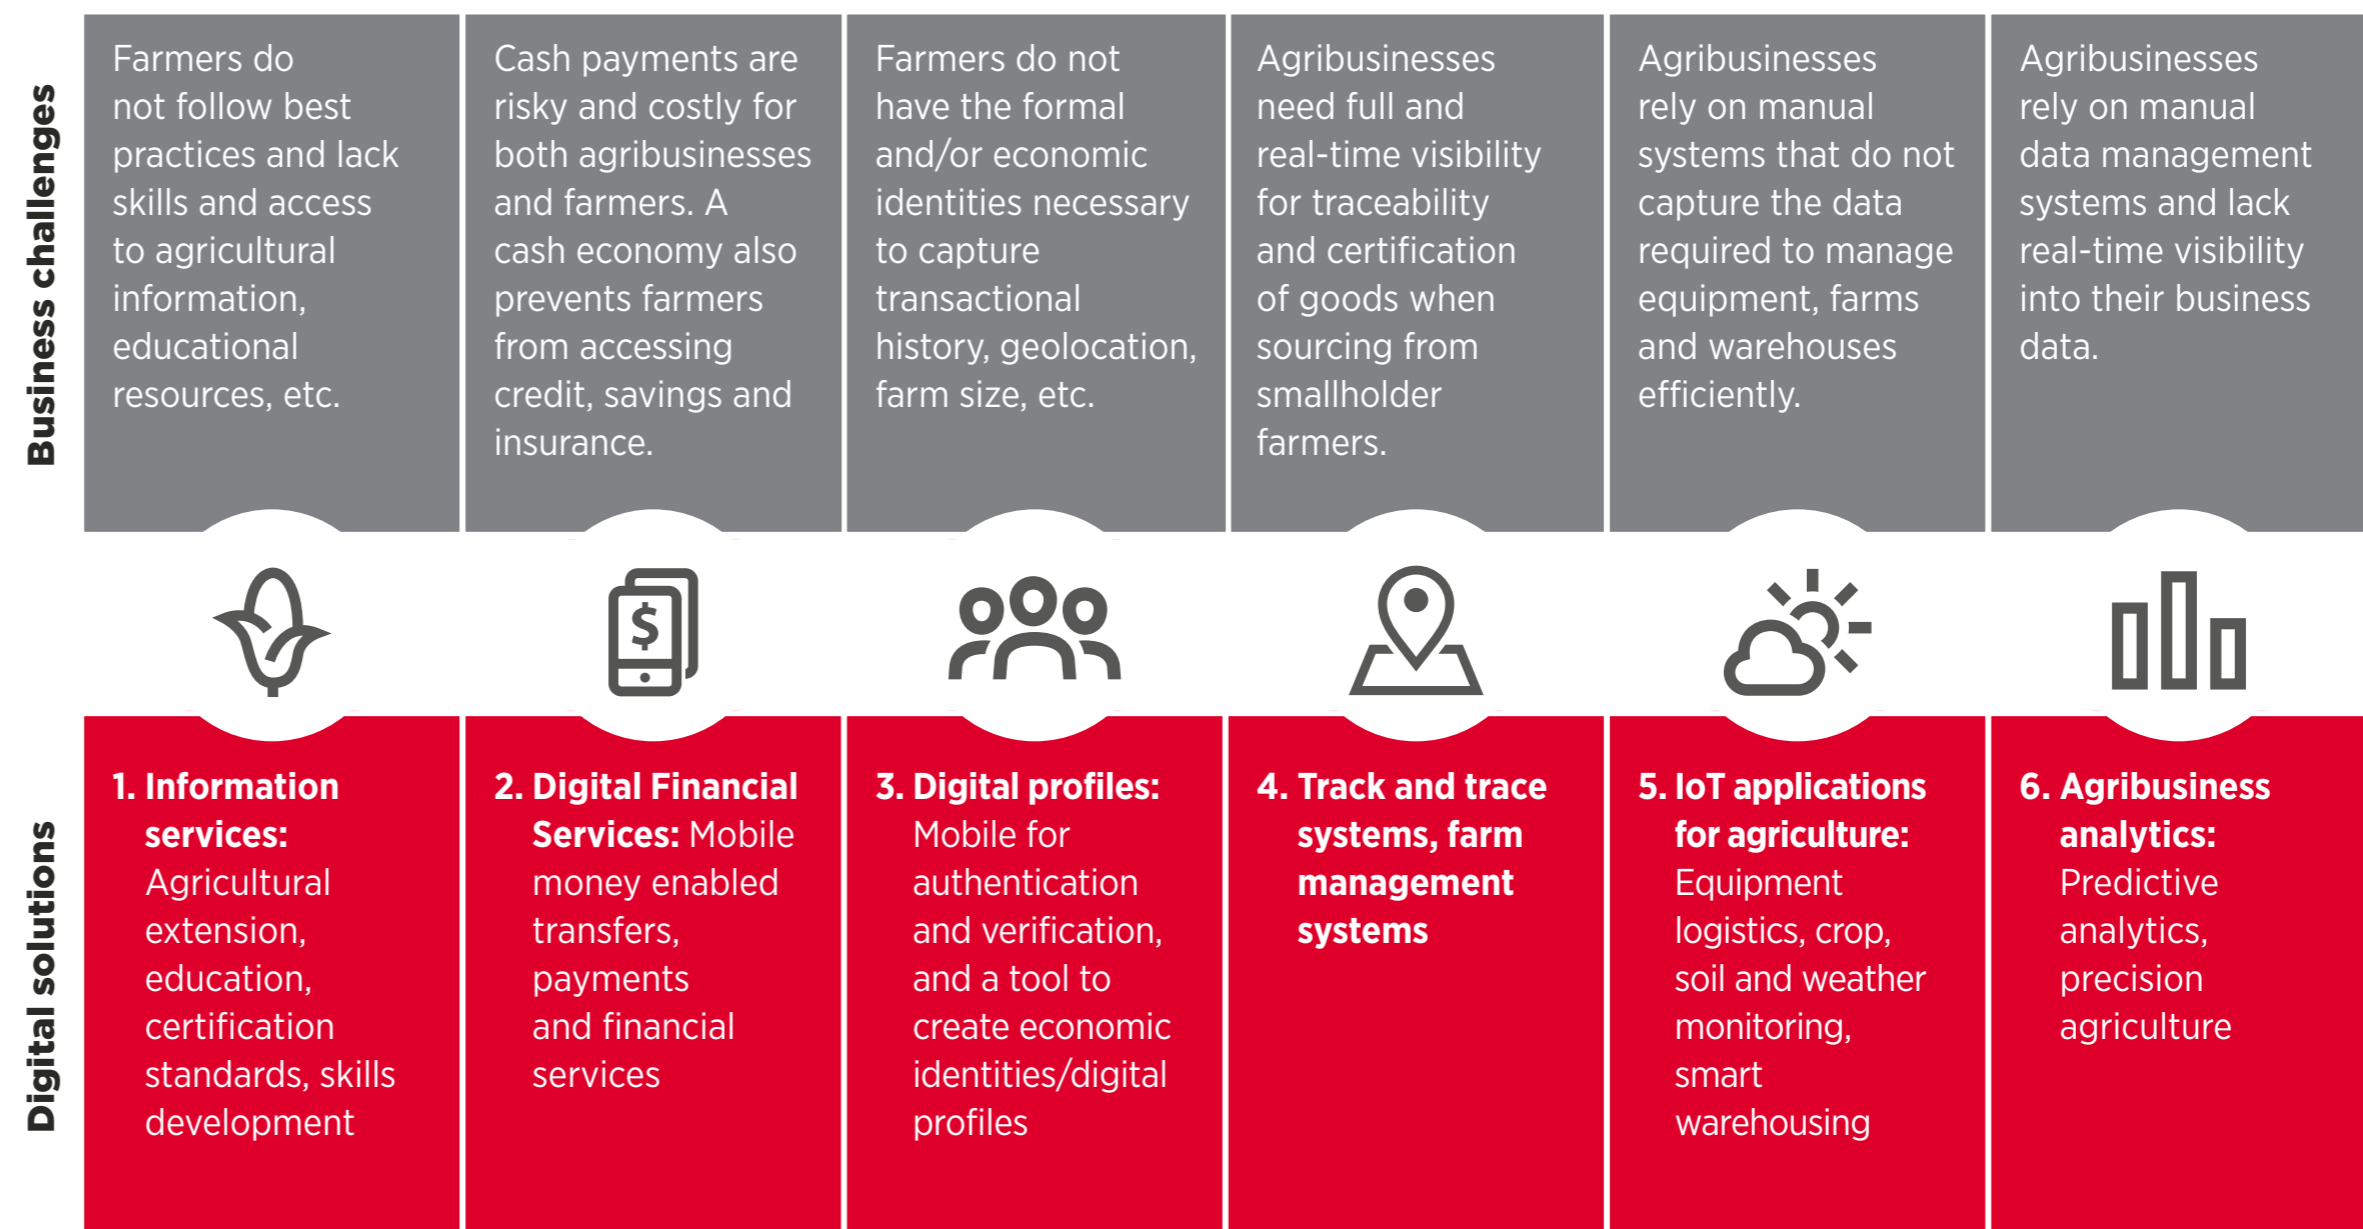 Business challenges
Farmers do
not follow best
practices and lack
skills and access
to agricultural
information,
educational
resources, etc.
Cash payments are
risky and costly for
both agribusinesses
and farmers. A
cash economy also
prevents farmers
from accessing
credit, savings and
insurance.
Farmers do not
have the formal
and/or economic
identities necessary
to capture
transactional
history, geolocation,
farm size, etc.
Agribusinesses
need full and
real-time visibility
for traceability
and certification
of goods when
sourcing from
smallholder
farmers.
Agribusinesses
rely on manual
systems that do not
capture the data
required to manage
equipment, farms
and warehouses
efficiently.
Agribusinesses
rely on manual
data management
systems and lack
real-time visibility
into their business
data.
$
Digital solutions
1. Information
services:
Agricultural
extension,
education,
certification
standards, skills
development
2. Digital Financial
Services: Mobile
money enabled
transfers,
payments
and financial
services
3. Digital profiles:
Mobile for
authentication
and verification,
and a tool to
create economic
identities/digital
profiles
4. Track and trace
systems, farm
management
systems
5. IoT applications
for agriculture:
Equipment
logistics, crop,
soil and weather
monitoring,
smart
warehousing
6. Agribusiness
analytics:
Predictive
analytics,
precision
agriculture